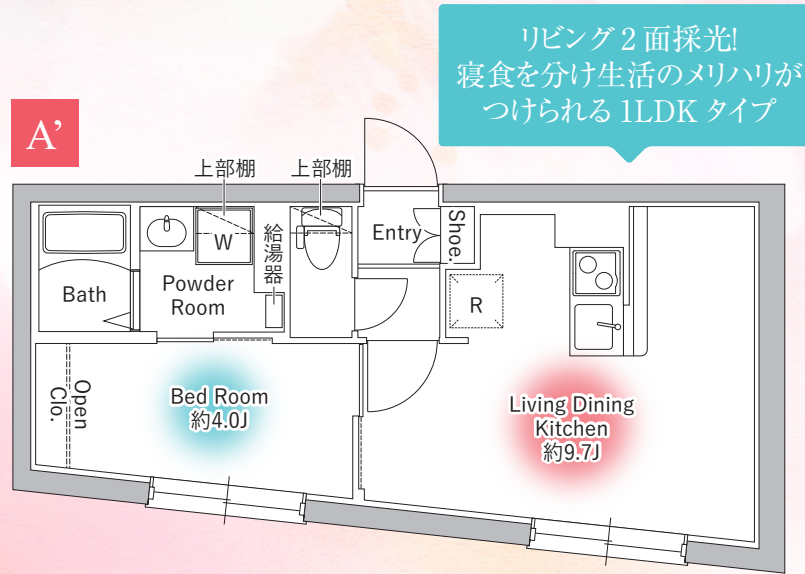 リビング2面採光!
寝食を分け生活のメリハリが
つけられる 1LDK タイプ
A’
上部棚
上部棚
W
給湯器
Entry
Shoe.
Bath
Powder
Room
R
Open
Clo.
Bed Room
約4.0J
Living Dining
Kitchen
約9.7J